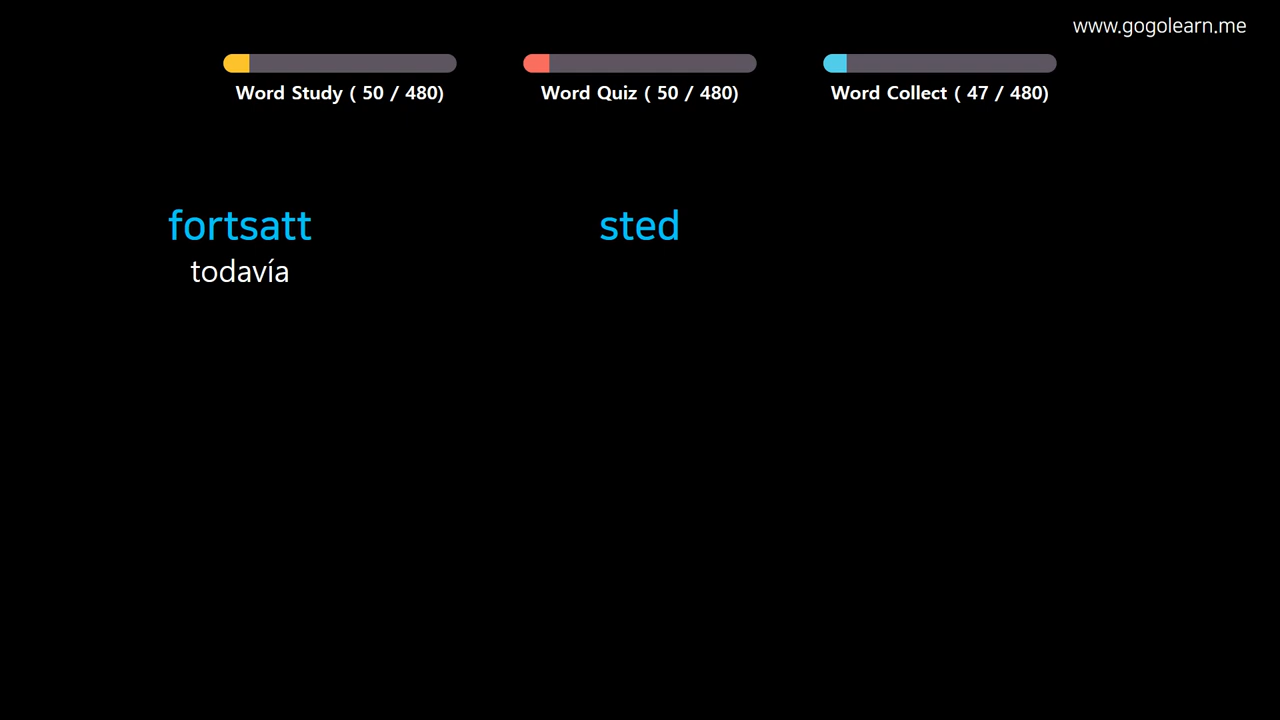 www.gogolearn.me
Word Study ( 50 / 480)
Word Quiz ( 50 / 480)
Word Collect ( 47 / 480)
fortsatt
todavía
sted